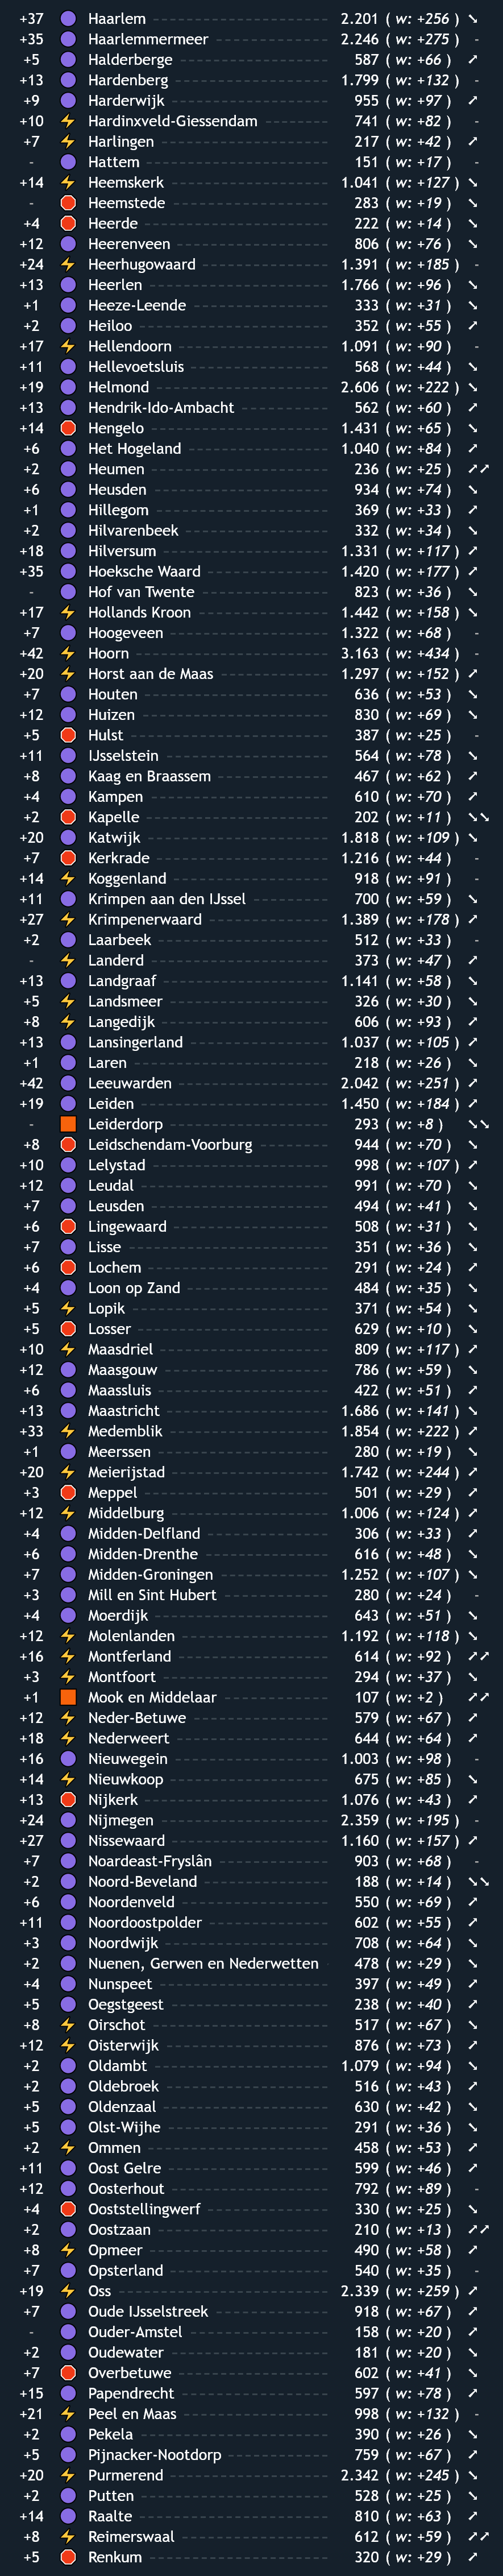 +37 Haarlem 2.201 ( w: +256 ) ➘
+35 Haarlemmermeer 2.246 ( w: +275 ) -
+5 Halderberge 587 ( w: +66 ) ➚
+13 Hardenberg 1.799 ( w: +132 ) -
+9 Harderwijk 955 ( w: +97 ) ➚
+10 Hardinxveld-Giessendam 741 ( w: +82 ) -
+7 Harlingen 217 ( w: +42 ) ➚
- Hattem 151 ( w: +17 ) -
+14 Heemskerk 1.041 ( w: +127 ) ➘
- Heemstede 283 ( w: +19 ) ➘
+4 Heerde 222 ( w: +14 ) ➘
+12 Heerenveen 806 ( w: +76 ) ➘
+24 Heerhugowaard 1.391 ( w: +185 ) -
+13 Heerlen 1.766 ( w: +96 ) ➘
+1 Heeze-Leende 333 ( w: +31 ) ➘
+2 Heiloo 352 ( w: +55 ) ➚
+17 Hellendoorn 1.091 ( w: +90 ) -
+11 Hellevoetsluis 568 ( w: +44 ) ➘
+19 Helmond 2.606 ( w: +222 ) ➘
+13 Hendrik-Ido-Ambacht 562 ( w: +60 ) ➚
+14 Hengelo 1.431 ( w: +65 ) ➘
+6 Het Hogeland 1.040 ( w: +84 ) ➚
+2 Heumen 236 ( w: +25 ) ➚➚
+6 Heusden 934 ( w: +74 ) ➘
+1 Hillegom 369 ( w: +33 ) ➚
+2 Hilvarenbeek 332 ( w: +34 ) ➘
+18 Hilversum 1.331 ( w: +117 ) ➚
+35 Hoeksche Waard 1.420 ( w: +177 ) ➚
- Hof van Twente 823 ( w: +36 ) ➘
+17 Hollands Kroon 1.442 ( w: +158 ) ➘
+7 Hoogeveen 1.322 ( w: +68 ) -
+42 Hoorn 3.163 ( w: +434 ) -
+20 Horst aan de Maas 1.297 ( w: +152 ) ➚
+7 Houten 636 ( w: +53 ) ➘
+12 Huizen 830 ( w: +69 ) ➘
+5 Hulst 387 ( w: +25 ) -
+11 IJsselstein 564 ( w: +78 ) ➘
+8 Kaag en Braassem 467 ( w: +62 ) ➚
+4 Kampen 610 ( w: +70 ) ➚
+2 Kapelle 202 ( w: +11 ) ➘➘
+20 Katwijk 1.818 ( w: +109 ) ➘
+7 Kerkrade 1.216 ( w: +44 ) -
+14 Koggenland 918 ( w: +91 ) -
+11 Krimpen aan den IJssel 700 ( w: +59 ) ➘
+27 Krimpenerwaard 1.389 ( w: +178 ) ➚
+2 Laarbeek 512 ( w: +33 ) -
- Landerd 373 ( w: +47 ) ➚
+13 Landgraaf 1.141 ( w: +58 ) ➘
+5 Landsmeer 326 ( w: +30 ) ➘
+8 Langedijk 606 ( w: +93 ) ➚
+13 Lansingerland 1.037 ( w: +105 ) ➚
+1 Laren 218 ( w: +26 ) ➘
+42 Leeuwarden 2.042 ( w: +251 ) ➚
+19 Leiden 1.450 ( w: +184 ) ➚
- Leiderdorp 293 ( w: +8 ) ➘➘
+8 Leidschendam-Voorburg 944 ( w: +70 ) ➘
+10 Lelystad 998 ( w: +107 ) ➚
+12 Leudal 991 ( w: +70 ) ➘
+7 Leusden 494 ( w: +41 ) ➘
+6 Lingewaard 508 ( w: +31 ) ➘
+7 Lisse 351 ( w: +36 ) ➘
+6 Lochem 291 ( w: +24 ) ➚
+4 Loon op Zand 484 ( w: +35 ) ➘
+5 Lopik 371 ( w: +54 ) ➘
+5 Losser 629 ( w: +10 ) ➘
+10 Maasdriel 809 ( w: +117 ) ➚
+12 Maasgouw 786 ( w: +59 ) ➘
+6 Maassluis 422 ( w: +51 ) ➚
+13 Maastricht 1.686 ( w: +141 ) ➘
+33 Medemblik 1.854 ( w: +222 ) ➚
+1 Meerssen 280 ( w: +19 ) ➘
+20 Meierijstad 1.742 ( w: +244 ) ➚
+3 Meppel 501 ( w: +29 ) ➚
+12 Middelburg 1.006 ( w: +124 ) ➚
+4 Midden-Delfland 306 ( w: +33 ) ➚
+6 Midden-Drenthe 616 ( w: +48 ) ➘
+7 Midden-Groningen 1.252 ( w: +107 ) ➘
+3 Mill en Sint Hubert 280 ( w: +24 ) -
+4 Moerdijk 643 ( w: +51 ) ➘
+12 Molenlanden 1.192 ( w: +118 ) ➘
+16 Montferland 614 ( w: +92 ) ➚➚
+3 Montfoort 294 ( w: +37 ) ➘
+1 Mook en Middelaar 107 ( w: +2 ) ➚➚
+12 Neder-Betuwe 579 ( w: +67 ) ➚
+18 Nederweert 644 ( w: +64 ) ➚
+16 Nieuwegein 1.003 ( w: +98 ) -
+14 Nieuwkoop 675 ( w: +85 ) ➘
+13 Nijkerk 1.076 ( w: +43 ) ➚
+24 Nijmegen 2.359 ( w: +195 ) -
+27 Nissewaard 1.160 ( w: +157 ) ➚
+7 Noardeast-Fryslân 903 ( w: +68 ) -
+2 Noord-Beveland 188 ( w: +14 ) ➘➘
+6 Noordenveld 550 ( w: +69 ) ➚
+11 Noordoostpolder 602 ( w: +55 ) ➚
+3 Noordwijk 708 ( w: +64 ) ➘
+2 Nuenen, Gerwen en Nederwetten 478 ( w: +29 ) ➘
+4 Nunspeet 397 ( w: +49 ) ➚
+5 Oegstgeest 238 ( w: +40 ) ➚
+8 Oirschot 517 ( w: +67 ) ➘
+12 Oisterwijk 876 ( w: +73 ) ➚
+2 Oldambt 1.079 ( w: +94 ) ➘
+2 Oldebroek 516 ( w: +43 ) ➚
+5 Oldenzaal 630 ( w: +42 ) ➘
+5 Olst-Wijhe 291 ( w: +36 ) ➘
+2 Ommen 458 ( w: +53 ) ➚
+11 Oost Gelre 599 ( w: +46 ) ➚
+12 Oosterhout 792 ( w: +89 ) -
+4 Ooststellingwerf 330 ( w: +25 ) ➘
+2 Oostzaan 210 ( w: +13 ) ➚➚
+8 Opmeer 490 ( w: +58 ) ➚
+7 Opsterland 540 ( w: +35 ) -
+19 Oss 2.339 ( w: +259 ) ➚
+7 Oude IJsselstreek 918 ( w: +67 ) ➚
- Ouder-Amstel 158 ( w: +20 ) ➚
+2 Oudewater 181 ( w: +20 ) ➘
+7 Overbetuwe 602 ( w: +41 ) ➘
+15 Papendrecht 597 ( w: +78 ) ➚
+21 Peel en Maas 998 ( w: +132 ) -
+2 Pekela 390 ( w: +26 ) ➘
+5 Pijnacker-Nootdorp 759 ( w: +67 ) ➚
+20 Purmerend 2.342 ( w: +245 ) ➘
+2 Putten 528 ( w: +25 ) ➘
+14 Raalte 810 ( w: +63 ) ➚
+8 Reimerswaal 612 ( w: +59 ) ➚➚
+5 Renkum 320 ( w: +29 ) ➚